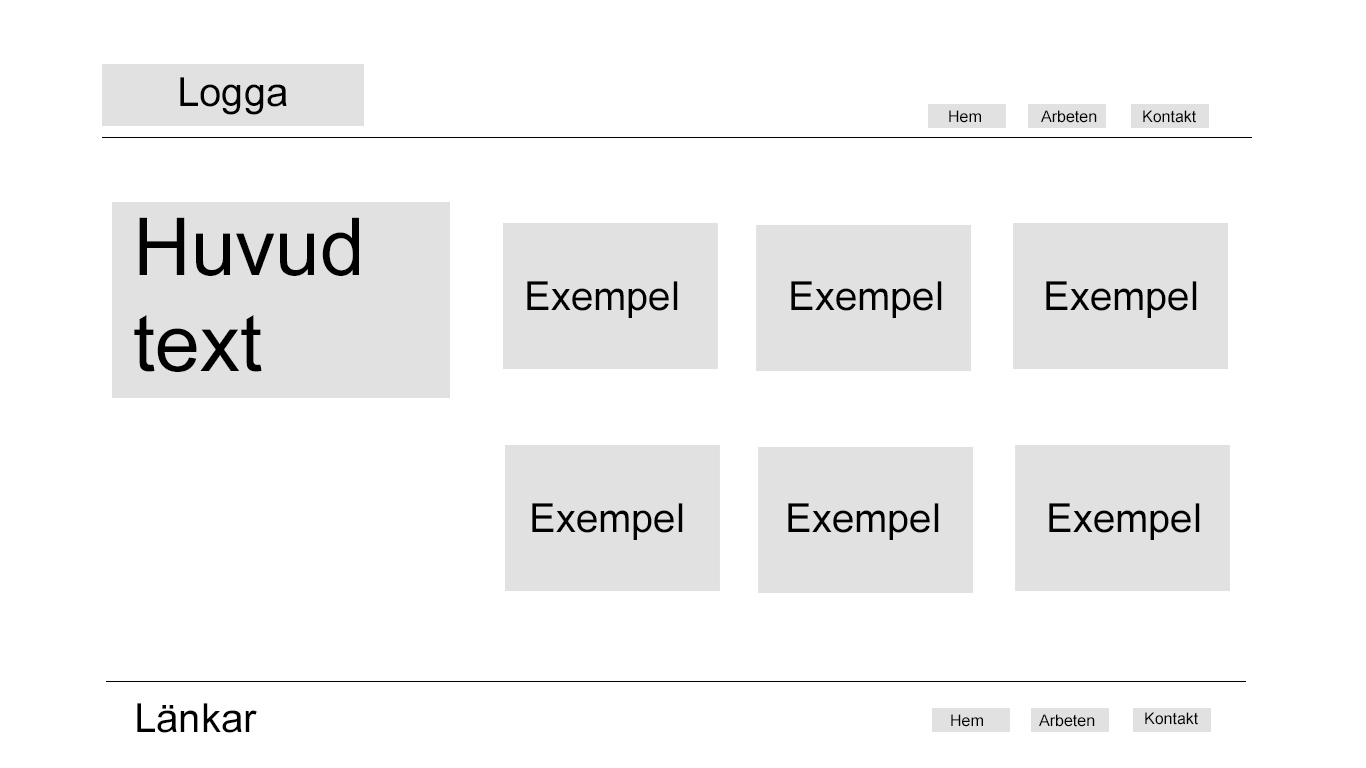 Logga
Hem Arbeten Kontakt
Huvud
text
Exempel Exempel Exempel
Exempel Exempel Exempel
Länkar
Hem Arbeten Kontakt